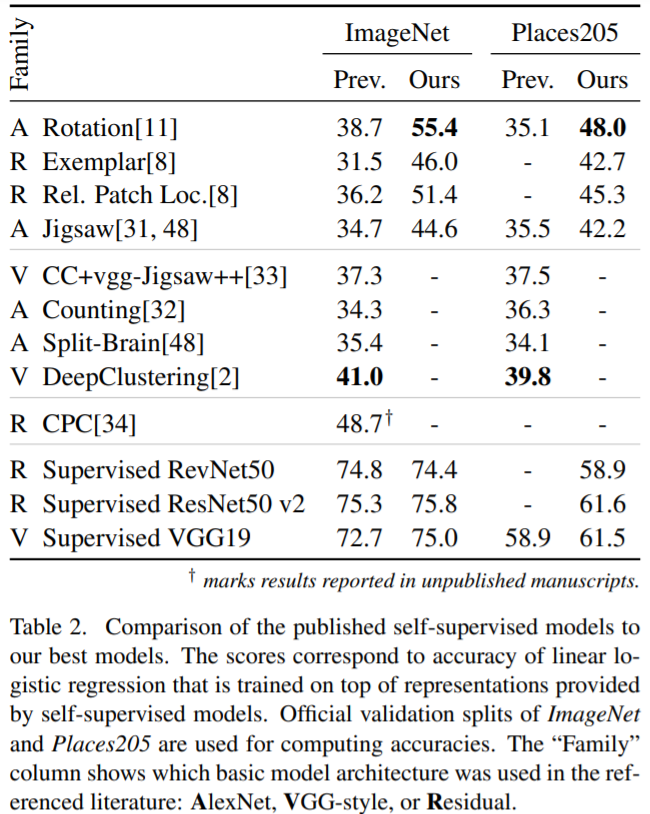 Family ImageNet Places205
Prev. Ours Prev. Ours
A Rotation[11] 38.7 55.4 35.1 48.0
R Exemplar[8] 31.5 46.0 - 42.7
R Rel. Patch Loc.[8] 36.2 51.4 - 45.3
A Jigsaw[31, 48] 34.7 44.6 35.5 42.2
V CC+vgg-Jigsaw++[33] 37.3 - 37.5 -
A Counting[32] 34.3 - 36.3 -
A Split-Brain[48] 35.4 - 34.1 -
V DeepClustering[2] 41.0 - 39.8 -
R CPC[34] 48.7† - - -
R Supervised RevNet50 74.8 74.4 - 58.9
R Supervised ResNet50 v2 75.3 75.8 - 61.6
V Supervised VGG19 72.7 75.0 58.9 61.5
† marks results reported in unpublished manuscripts.
Table 2. Comparison of the published self-supervised models to
our best models. The scores correspond to accuracy of linear lo-
gistic regression that is trained on top of representations provided
by self-supervised models. Official validation splits of ImageNet
and Places205 are used for computing accuracies. The “Family”
column shows which basic model architecture was used in the ref-
erenced literature: AlexNet, VGG-style, or Residual.